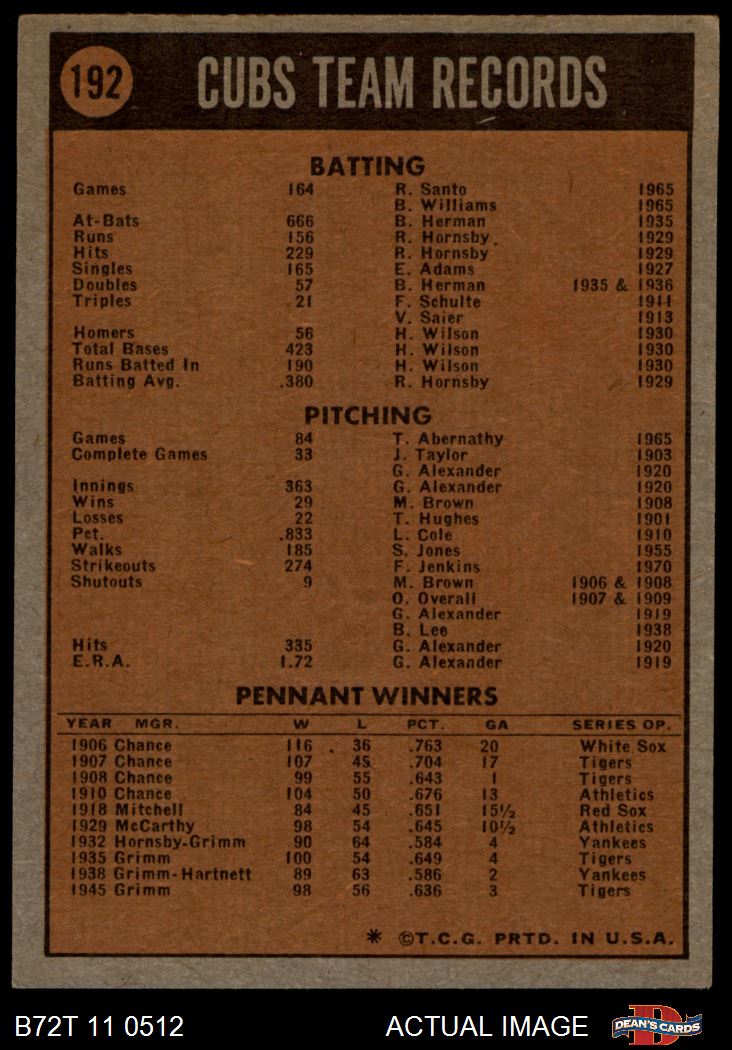 192 CUBS TEAM RECORDS
BATTING
Games 164 R. Santo 1965
B. Williams 1965
At-Bats 666 B. Herman 1935
Runs 156 R. Hornsby 1929
Hits 229 R. Hornsby 1929
Singles 165 E. Adams 1927
Doubles 57 B. Herman 1935 & 1936
Triples 21 F. Schulte 1911
V. Saier 1913
Homers 56 H. Wilson 1930
Total Bases 423 H. Wilson 1930
Runs Batted In 190 H. Wilson 1930
Batting Avg. .380 R. Hornsby 1929
PITCHING
Games 84 T. Abernathy 1965
Complete Games 33 J. Taylor 1903
G. Alexander 1920
Innings 363 G. Alexander 1920
Wins 29 M. Brown 1908
Losses 22 T. Hughes 1901
Pct. .833 L. Cole 1910
Walks 185 S. Jones 1955
Strikeouts 274 F. Jenkins 1970
Shutouts 9 M. Brown 1906 & 1908
O. Overall 1907 & 1909
G. Alexander 1919
B. Lee 1938
Hits 335 G. Alexander 1920
E.R.A. 1.72 G. Alexander 1919
PENNANT WINNERS
YEAR MGR. W L PCT. GA SERIES OP.
1906 Chance 116 36 .763 20 White Sox
1907 Chance 107 45 .704 17 Tigers
1908 Chance 99 55 .643 1 Tigers
1910 Chance 104 50 .676 13 Athletics
1918 Mitchell 84 45 .651 15½ Red Sox
1929 McCarthy 98 54 .645 10½ Athletics
1932 Hornsby-Grimm 90 64 .584 4 Yankees
1935 Grimm 100 54 .649 4 Tigers
1938 Grimm-Hartnett 89 63 .586 2 Yankees
1945 Grimm 98 56 .636 3 Tigers
* ©T.C.G. PRTD. IN U.S.A.
B72T 11 0512 ACTUAL IMAGE D DEAN'S CARDS